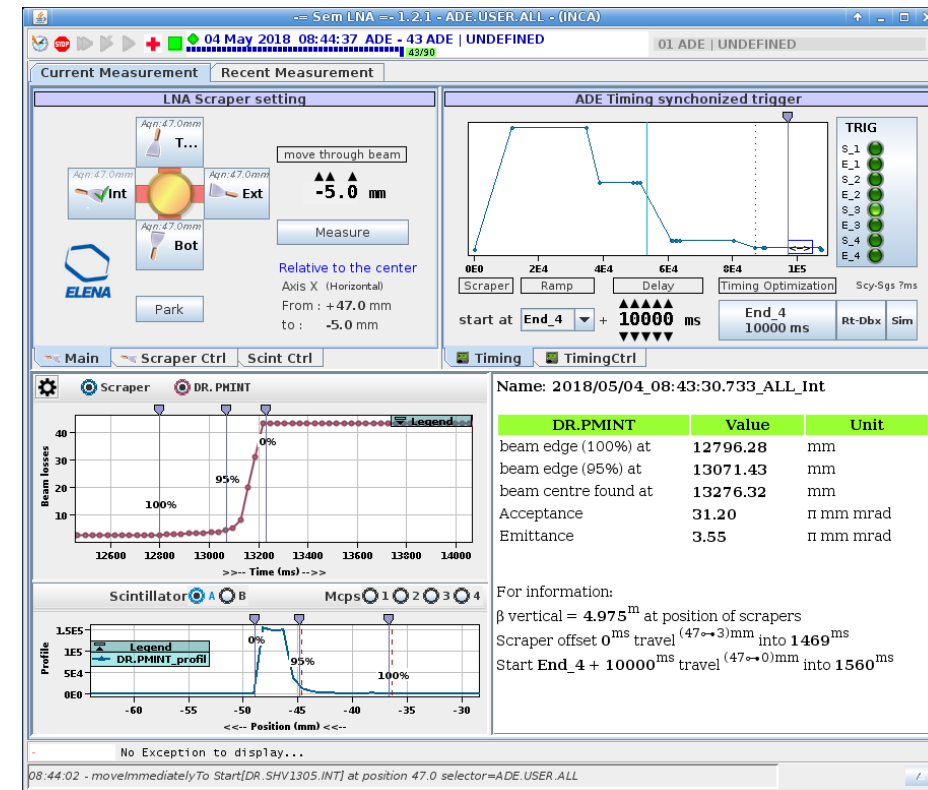 -= Sem LNA =- 1.2.1 - ADE.USER.ALL - (INCA)
STOP
04 May 2018 08:44:37 ADE - 43 ADE | UNDEFINED
43/90
01 ADE | UNDEFINED
Current Measurement
Recent Measurement
LNA Scraper setting
Aqn:47.0mm
T...
Aqn:47.0mm
Int
Aqn:47.0mm
Ext
Aqn:47.0mm
Bot
ELENA
Park
move through beam
-5.0 mm
Measure
Relative to the center
Axis X (Horizontal)
From : +47.0 mm
to : -5.0 mm
Main
Scraper Ctrl
Scint Ctrl
ADE Timing synchonized trigger
<-->
0E0 2E4 4E4 6E4 8E4 1E5
TRIG
S_1
E_1
S_2
E_2
S_3
E_3
S_4
E_4
Scraper
Ramp
Delay
Timing Optimization
Scy-Sgs ?ms
start at End_4 + 10000 ms
End_4
10000 ms
Rt-Dbx
Sim
Timing
TimingCtrl
Scraper
DR.PMINT
Legend
Beam losses
40
30
20
10
100%
95%
0%
12600 12800 13000 13200 13400 13600 13800 14000
>>-- Time (ms)-->>
Scintillator A B
Mcps 1 2 3 4
Profile
1.5E5
1E5
5E4
0E0
Legend
DR.PMINT_profil
0%
95%
100%
-60 -55 -50 -45 -40 -35 -30
<<-- Position (mm) <<--
Name: 2018/05/04_08:43:30.733_ALL_Int
DR.PMINT Value Unit
beam edge (100%) at 12796.28 mm
beam edge (95%) at 13071.43 mm
beam centre found at 13276.32 mm
Acceptance 31.20 π mm mrad
Emittance 3.55 π mm mrad
For information:
β vertical = 4.975m at position of scrapers
Scraper offset 0ms travel (47⊶3)mm into 1469ms
Start End_4 + 10000ms travel (47⊶0)mm into 1560ms
- No Exception to display...
08:44:02 - moveImmediatelyTo Start[DR.SHV1305.INT] at position 47.0 selector=ADE.USER.ALL